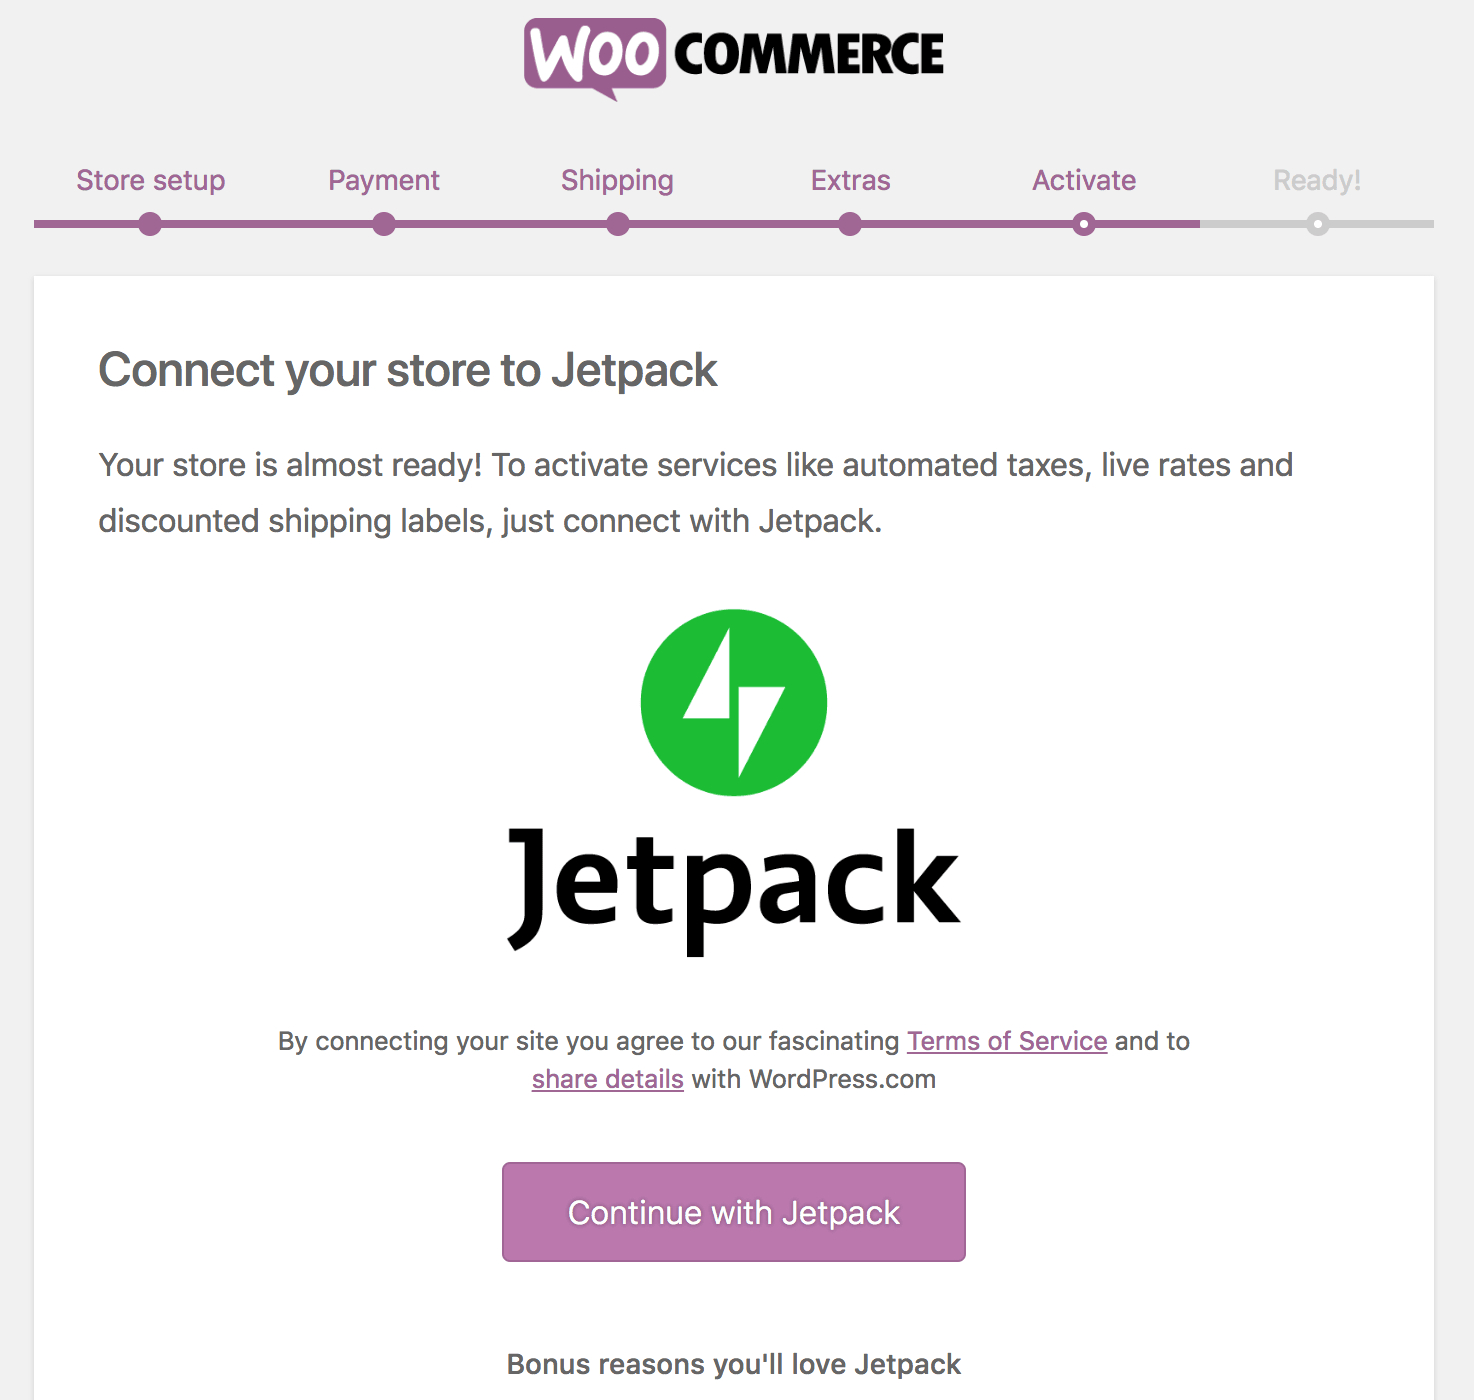 WOO COMMERCE
Store setup Payment Shipping Extras Activate Ready!
Connect your store to Jetpack
Your store is almost ready! To activate services like automated taxes, live rates and
discounted shipping labels, just connect with Jetpack.
Jetpack
By connecting your site you agree to our fascinating Terms of Service and to
share details with WordPress.com
Continue with Jetpack
Bonus reasons you'll love Jetpack